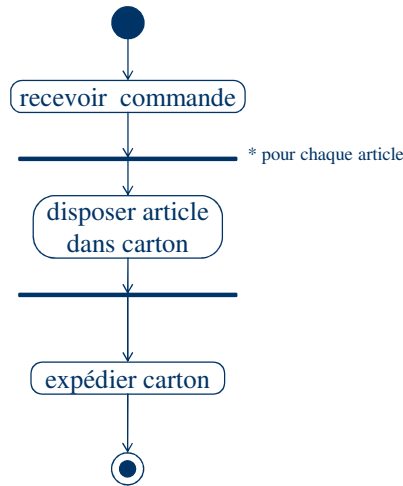 recevoir commande
* pour chaque article
disposer article
dans carton
expédier carton